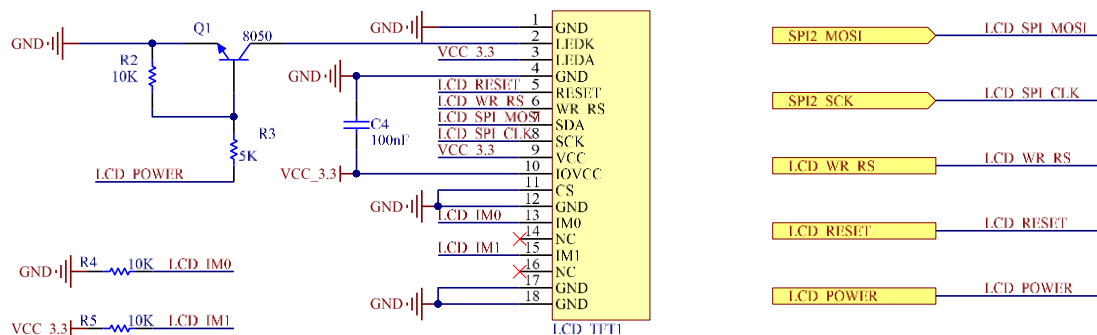 Q1
8050
GND
R2
10K
R3
5K
LCD_POWER
GND R4 10K LCD_IM0
VCC_3.3 R5 10K LCD_IM1
GND
VCC_3.3
GND
LCD_RESET
LCD_WR_RS
LCD_SPI_MOSI
LCD_SPI_CLK
VCC_3.3
C4
100nF
VCC_3.3
GND
LCD_IM0
LCD_IM1
GND
1 GND
2 LEDK
3 LEDA
4 GND
5 RESET
6 WR RS
7 SDA
8 SCK
9 VCC
10 IOVCC
11 CS
12 GND
13 IM0
14 NC
15 IM1
16 NC
17 GND
18 GND
LCD_TFT1
SPI2_MOSI LCD_SPI_MOSI
SPI2_SCK LCD_SPI_CLK
LCD_WR_RS LCD_WR_RS
LCD_RESET LCD_RESET
LCD_POWER LCD_POWER